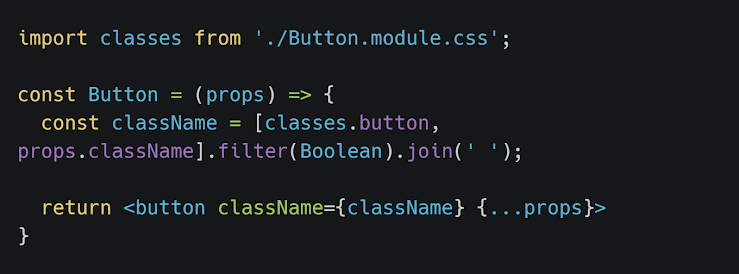 import classes from './Button.module.css';
const Button = (props) => {
const className = [classes.button,
props.className].filter(Boolean).join(' ');
return <button className={className} {...props}>
}